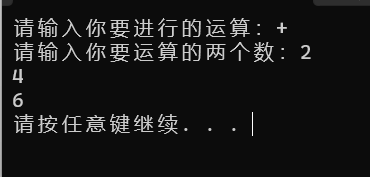 请输入你要进行的运算: +
请输入你要运算的两个数: 2
4
6
请按任意键继续. . .